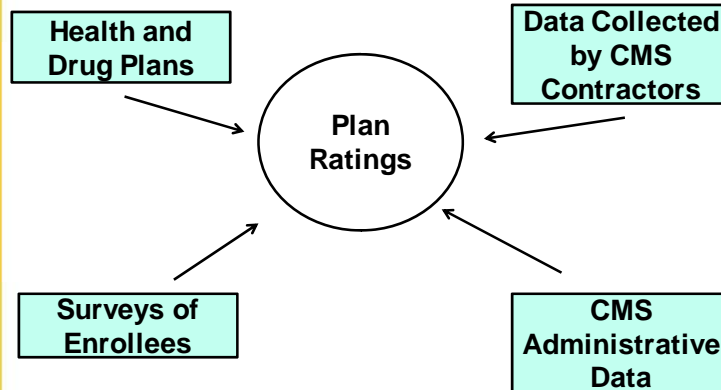 Health and
Drug Plans
Data Collected
by CMS
Contractors
Plan
Ratings
Surveys of
Enrollees
CMS
Administrative
Data